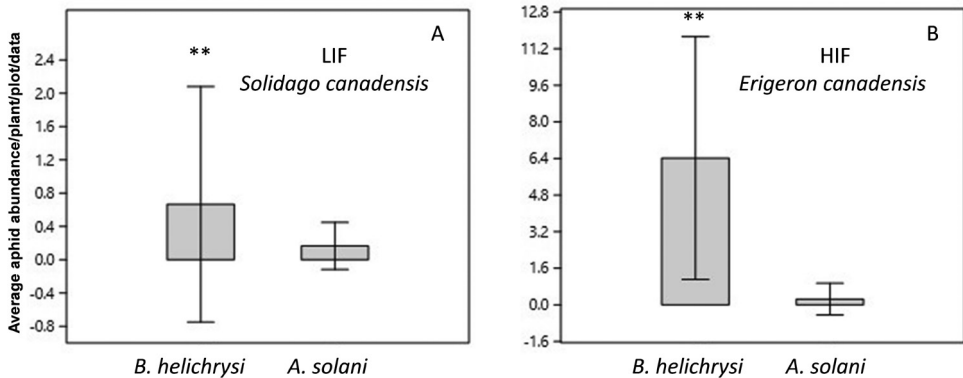 Average aphid abundance/plant/plot/data
A
**
LIF
Solidago canadensis
2.4
2.0
1.6
1.2
0.8
0.4
0.0
-0.4
-0.8
B. helichrysi
A. solani
B
**
HIF
Erigeron canadensis
12.8
11.2
9.6
8.0
6.4
4.8
3.2
1.6
0.0
-1.6
B. helichrysi
A. solani